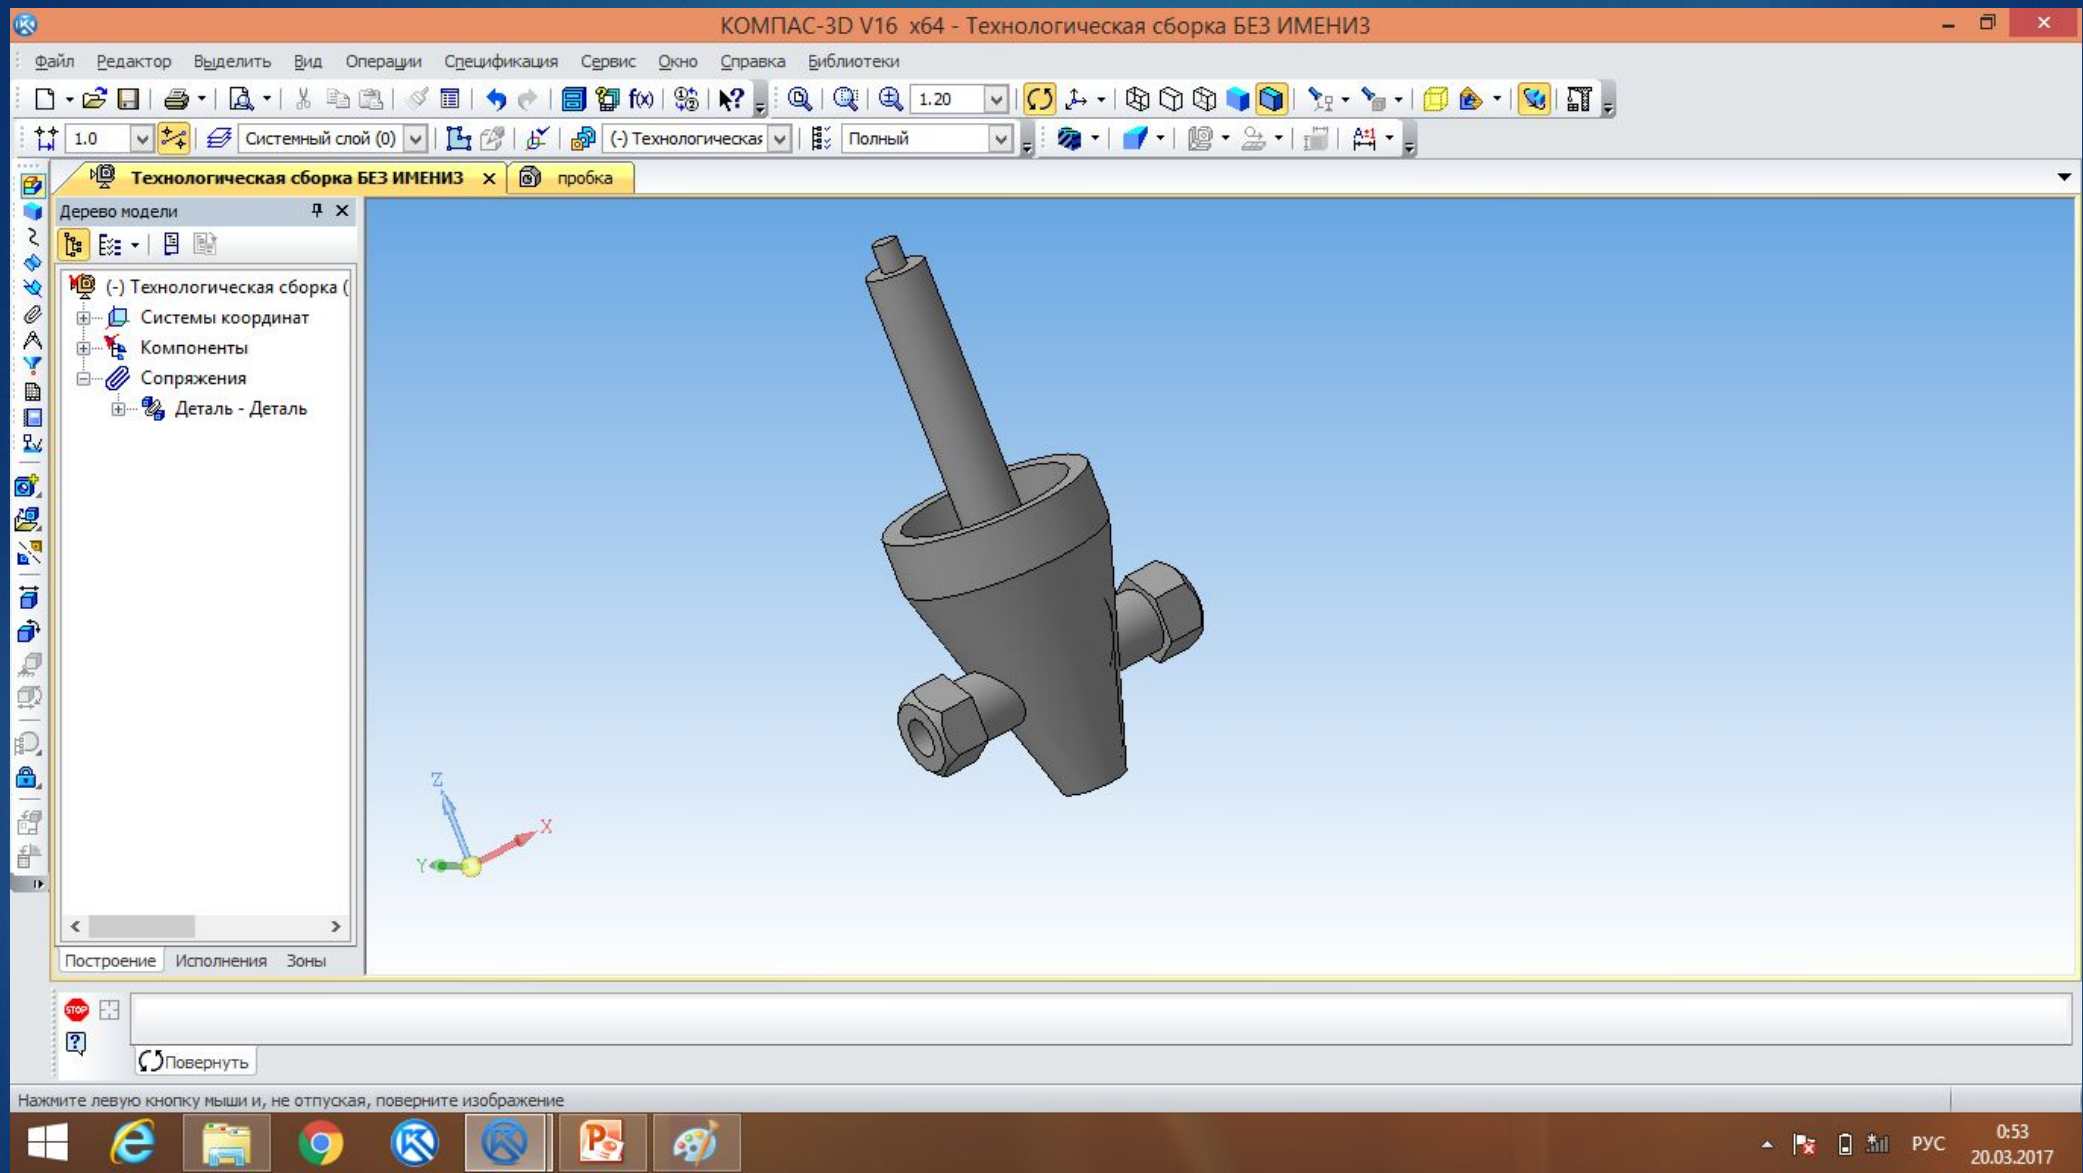 КОМПАС-3D V16 x64 - Технологическая сборка БЕЗ ИМЕНИ3
Файл Редактор Выделить Вид Операции Спецификация Сервис Окно Справка Библиотеки
f(x) 1.20
1.0 Системный слой (0) (-) Технологическая Полный
Технологическая сборка БЕЗ ИМЕНИ3 пробка
Дерево модели
(-) Технологическая сборка (
Системы координат
Компоненты
Сопряжения
Деталь - Деталь
Z
X
Y
Построение Исполнения Зоны
STOP
Повернуть
Нажмите левую кнопку мыши и, не отпуская, поверните изображение
РУС
0:53
20.03.2017